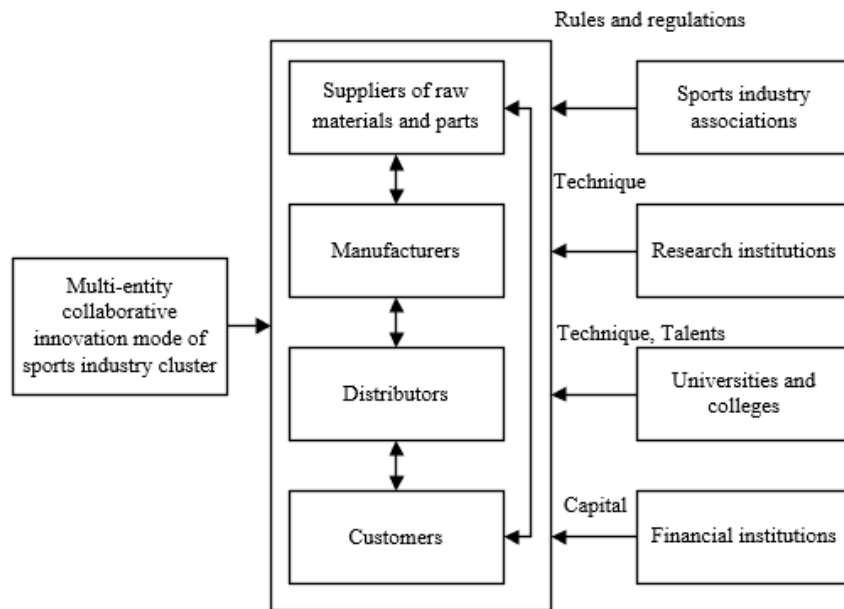 Rules and regulations
Suppliers of raw
materials and parts
Sports industry
associations
Technique
Manufacturers
Research institutions
Multi-entity
collaborative
innovation mode of
sports industry cluster
Technique, Talents
Distributors
Universities and
colleges
Capital
Customers
Financial institutions